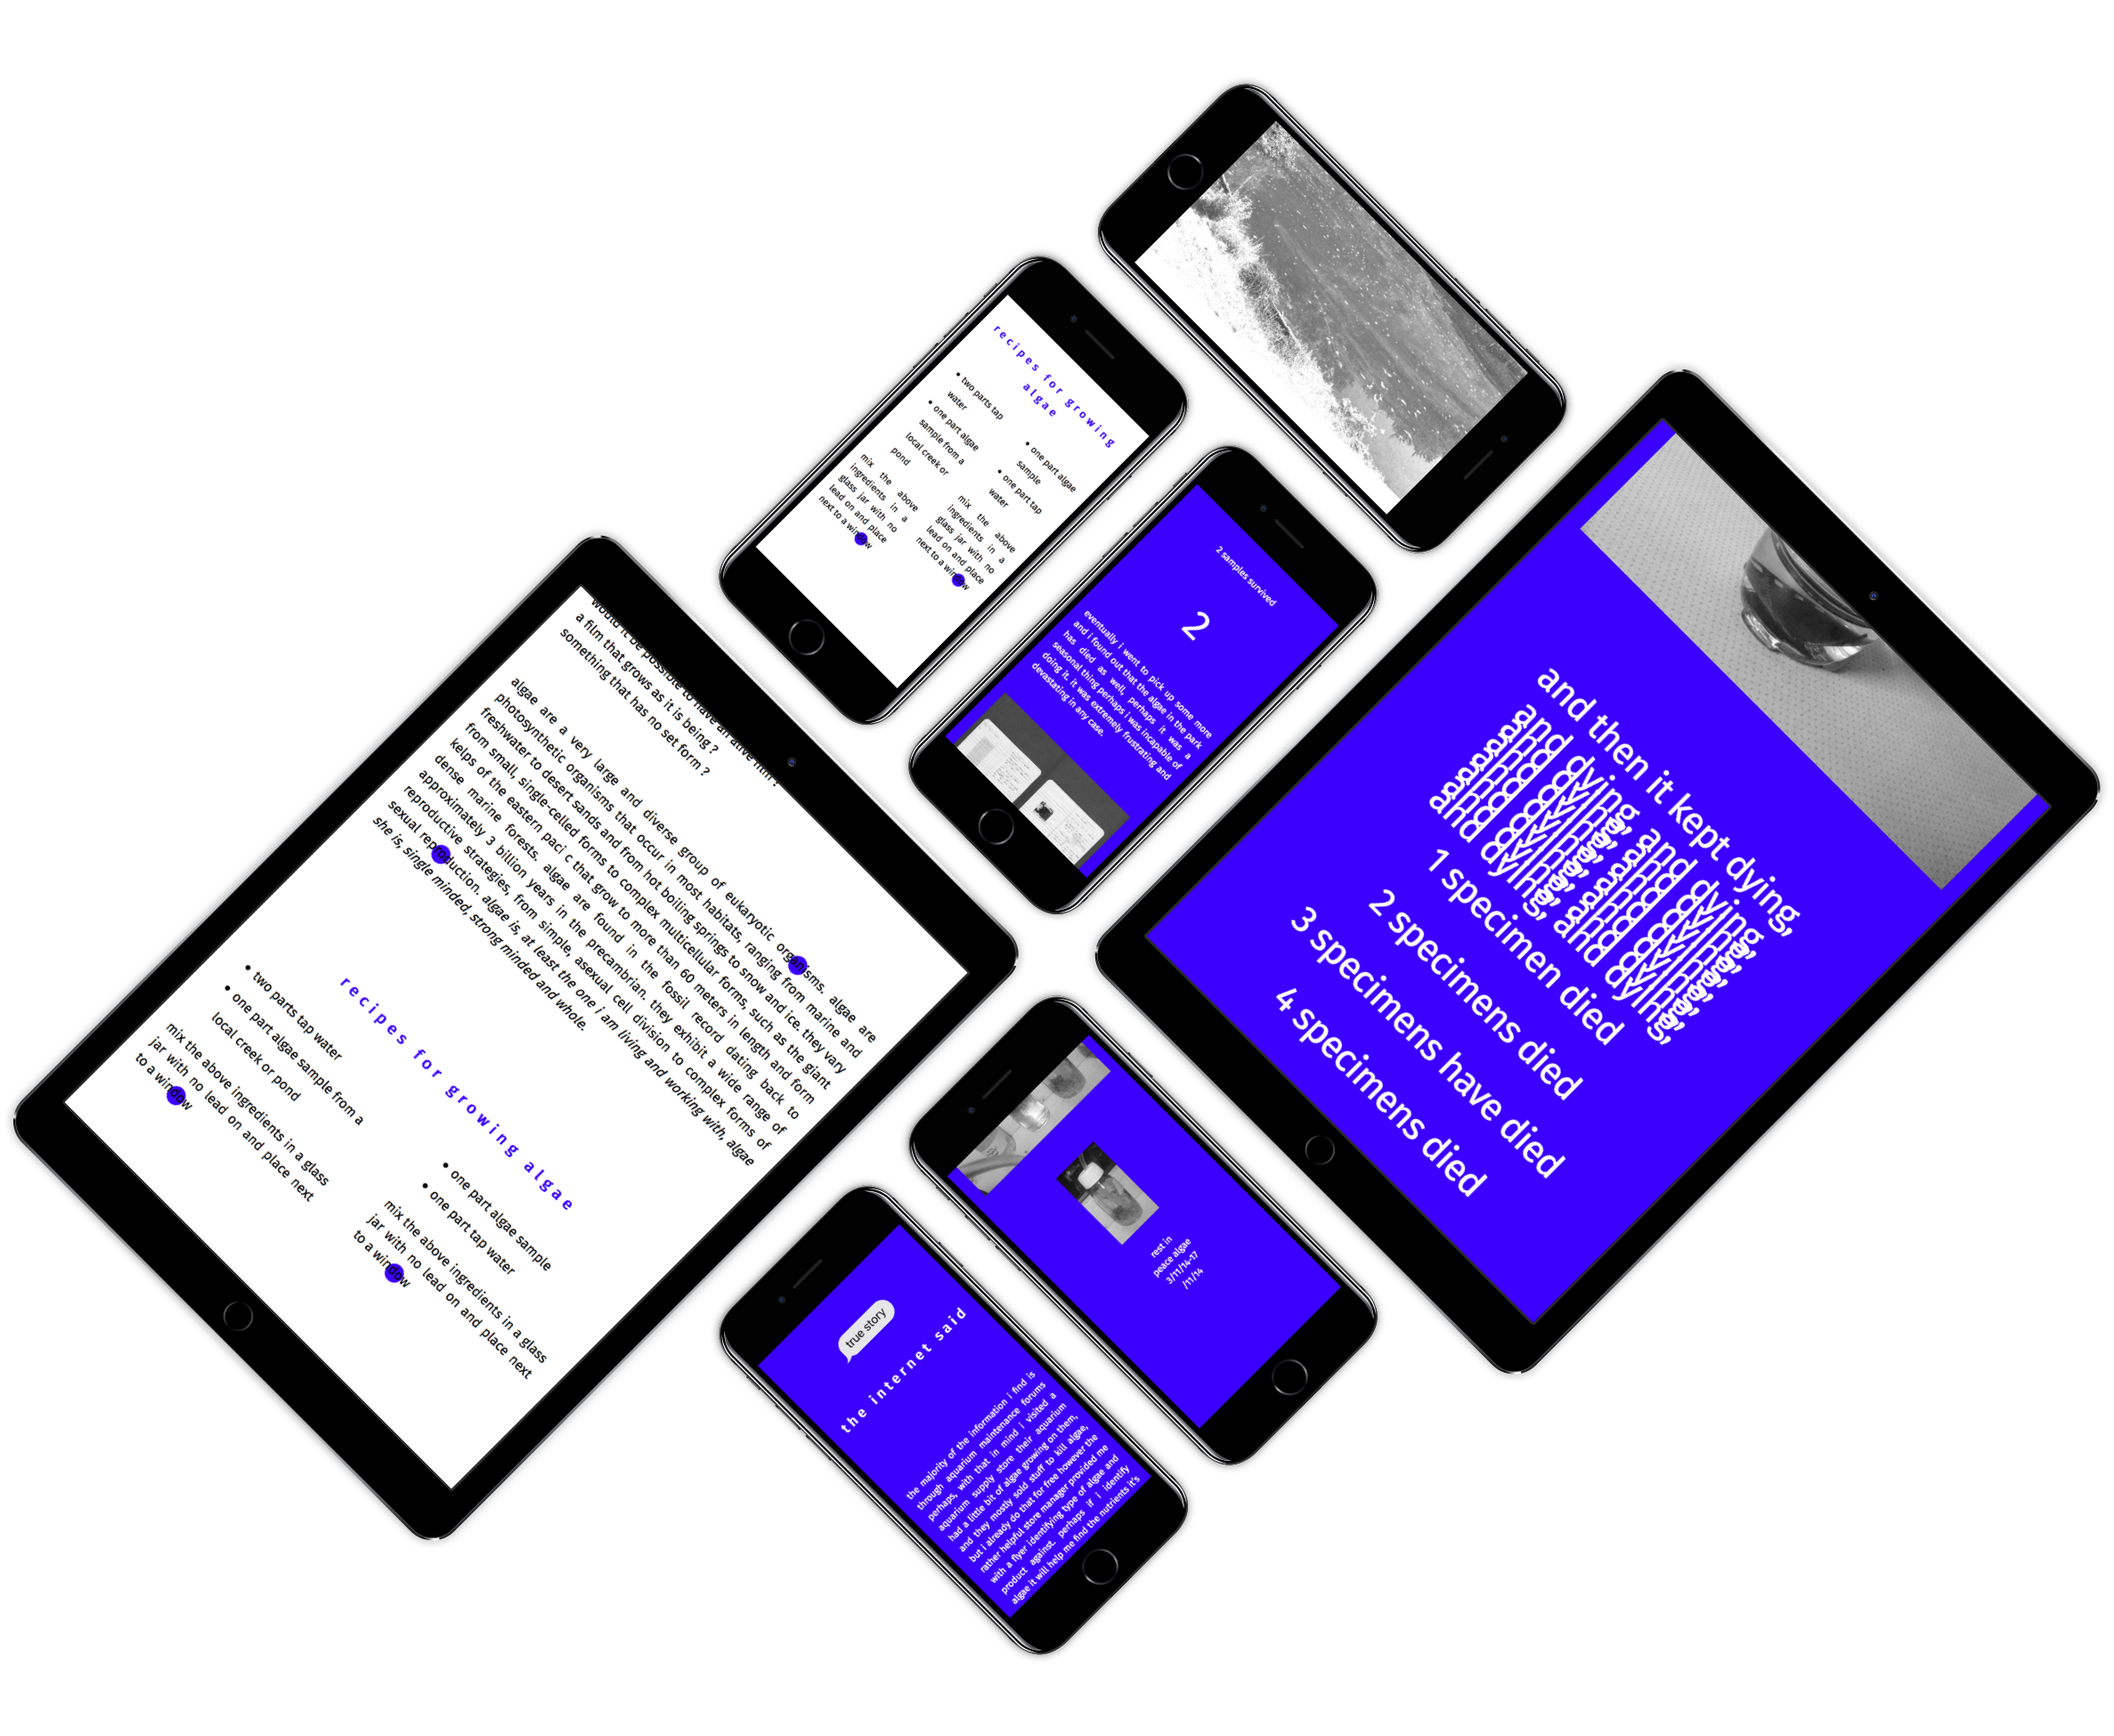 would it be possible to have an alive film?
a film that grows as it is being ?
something that has no set form ?
algae are a very large and diverse group of eukaryotic organisms. algae are
photosynthetic organisms that occur in most habitats, ranging from marine and
freshwater to desert sands and from hot boiling springs to snow and ice. they vary
from small, single-celled forms to complex multicellular forms, such as the giant
kelps of the eastern paci c that grow to more than 60 meters in length and form
dense marine forests. algae are found in the fossil record dating back to
approximately 3 billion years in the precambrian. they exhibit a wide range of
reproductive strategies, from simple, asexual cell division to complex forms of
sexual reproduction. algae is, at least the one i am living and working with, algae
she is, single minded, strong minded and whole.
recipes for growing algae
• two parts tap water
• one part algae sample from a
local creek or pond
mix the above ingredients in a glass
jar with no lead on and place next
to a window
• one part algae sample
• one part tap water
mix the above ingredients in a glass
jar with no lead on and place next
to a window
recipes for growing
algae
• two parts tap
water
• one part algae
sample from a
local creek or
pond
mix the above
ingredients in a
glass jar with no
lead on and place
next to a window
• one part algae
sample
• one part tap
water
mix the above
ingredients in a
glass jar with no
lead on and place
next to a window
2 samples survived
2
eventually i went to pick up some more
and i found out that the algae in the park
has died as well, perhaps it was a
seasonal thing perhaps i was incapable of
doing it. it was extremely frustrating and
devastating in any case.
and then it kept dying,
and dying, and dying,
and dying, and dying,
1 specimen died
2 specimens died
3 specimens have died
4 specimens died
rest in
peace algae
3/11/14-17
/11/14
true story
the internet said
the majority of the information i find is
through aquarium maintenance forums
perhaps, with that in mind i visited a
aquarium supply store their aquarium
had a little bit of algae growing on them,
and they mostly sold stuff to kill algae,
but i already do that for free however the
rather helpful store manager provided me
with a flyer identifying type of algae and
product against. perhaps if i identify
algae it will help me find the nutrients it's